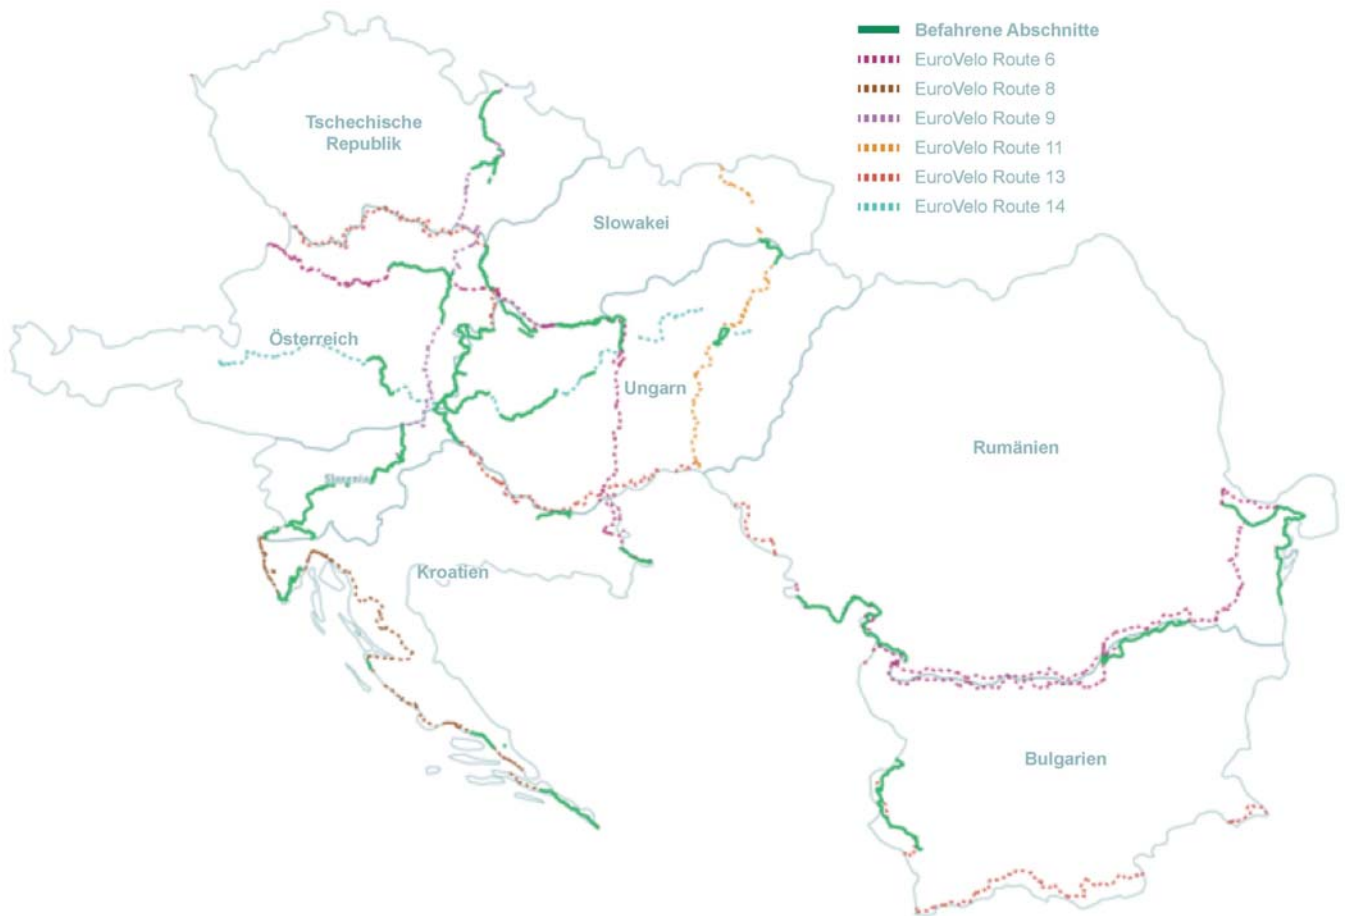 Befahrene Abschnitte
EuroVelo Route 6
EuroVelo Route 8
EuroVelo Route 9
EuroVelo Route 11
EuroVelo Route 13
EuroVelo Route 14
Tschechische
Republik
Slowakei
Österreich
Ungarn
Rumänien
Slovenia
Kroatien
Bulgarien